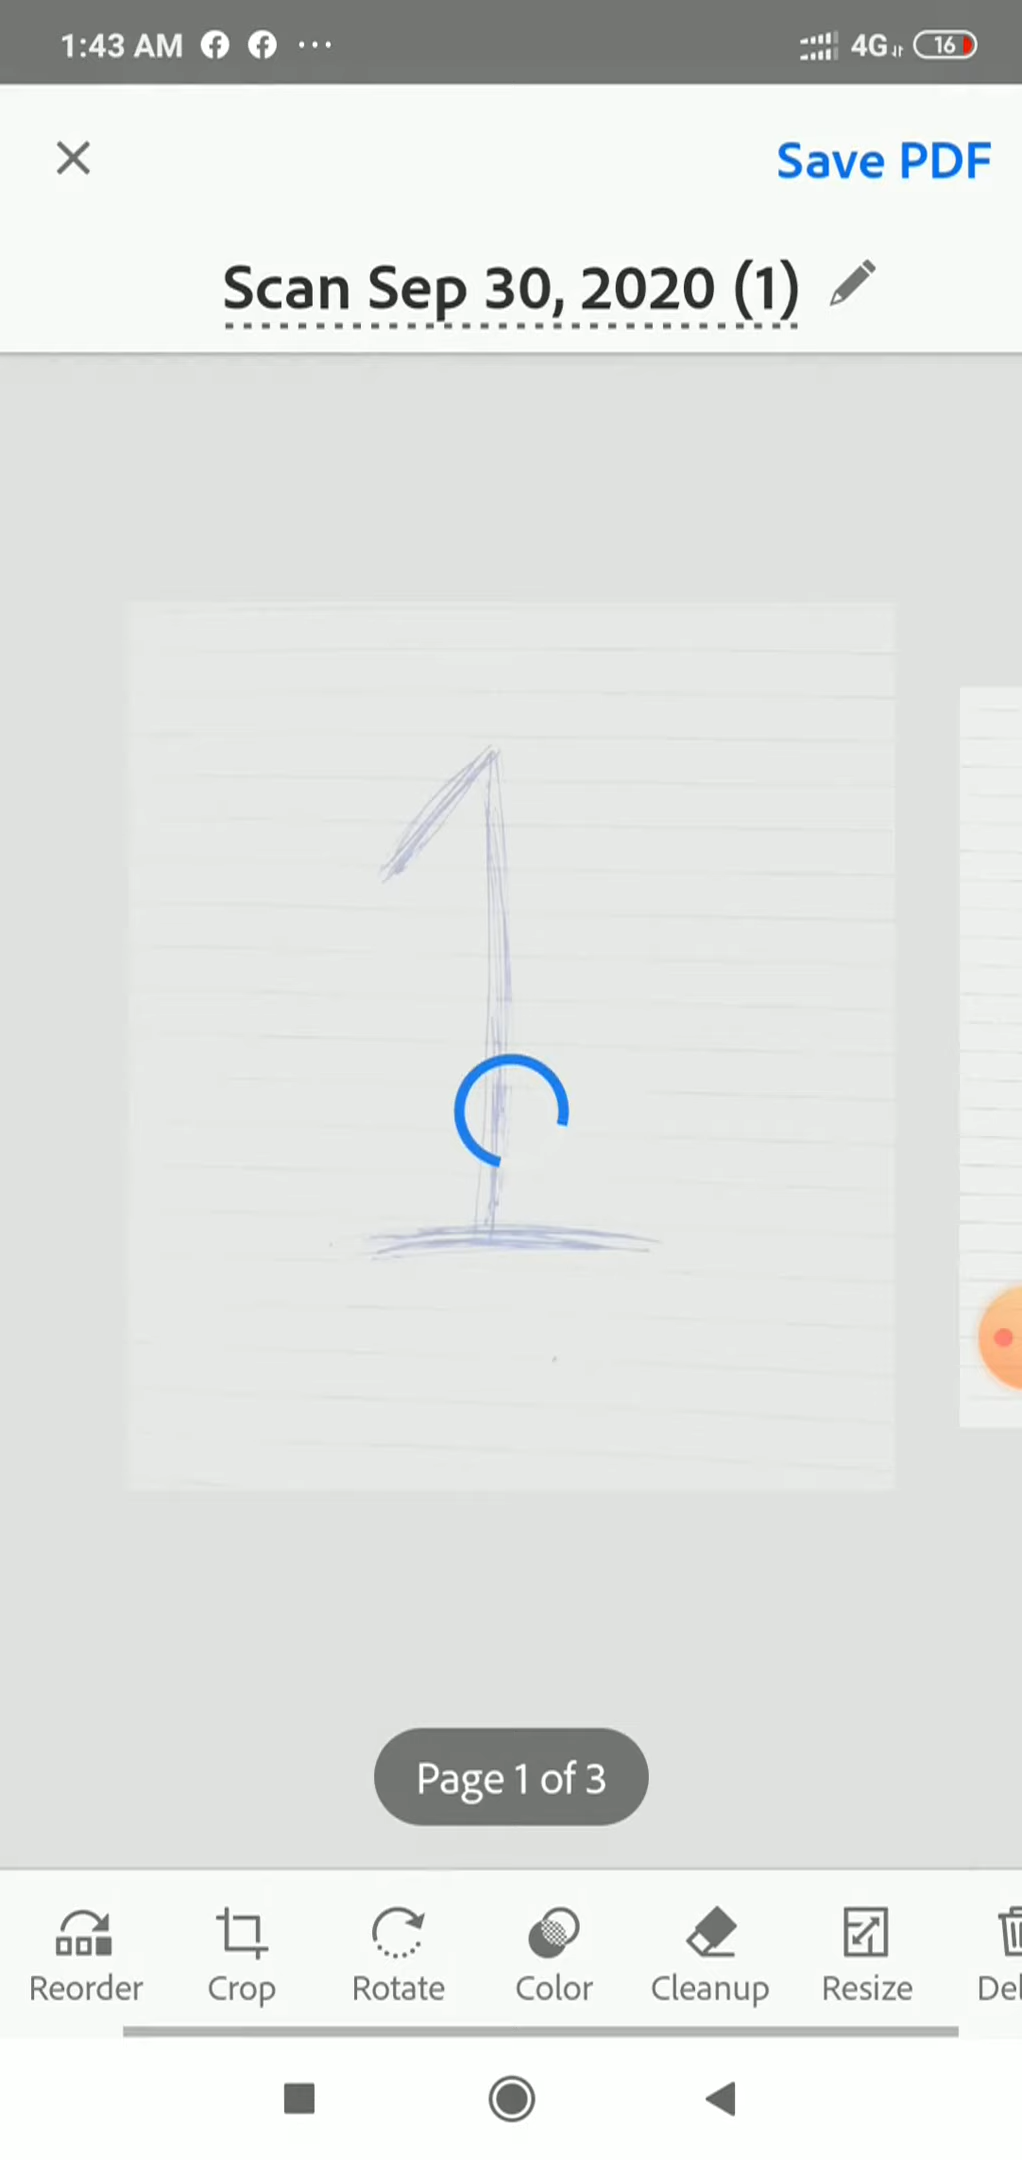 1:43 AM 4G 16
Save PDF
Scan Sep 30, 2020 (1)
1
Page 1 of 3
Reorder Crop Rotate Color Cleanup Resize Del